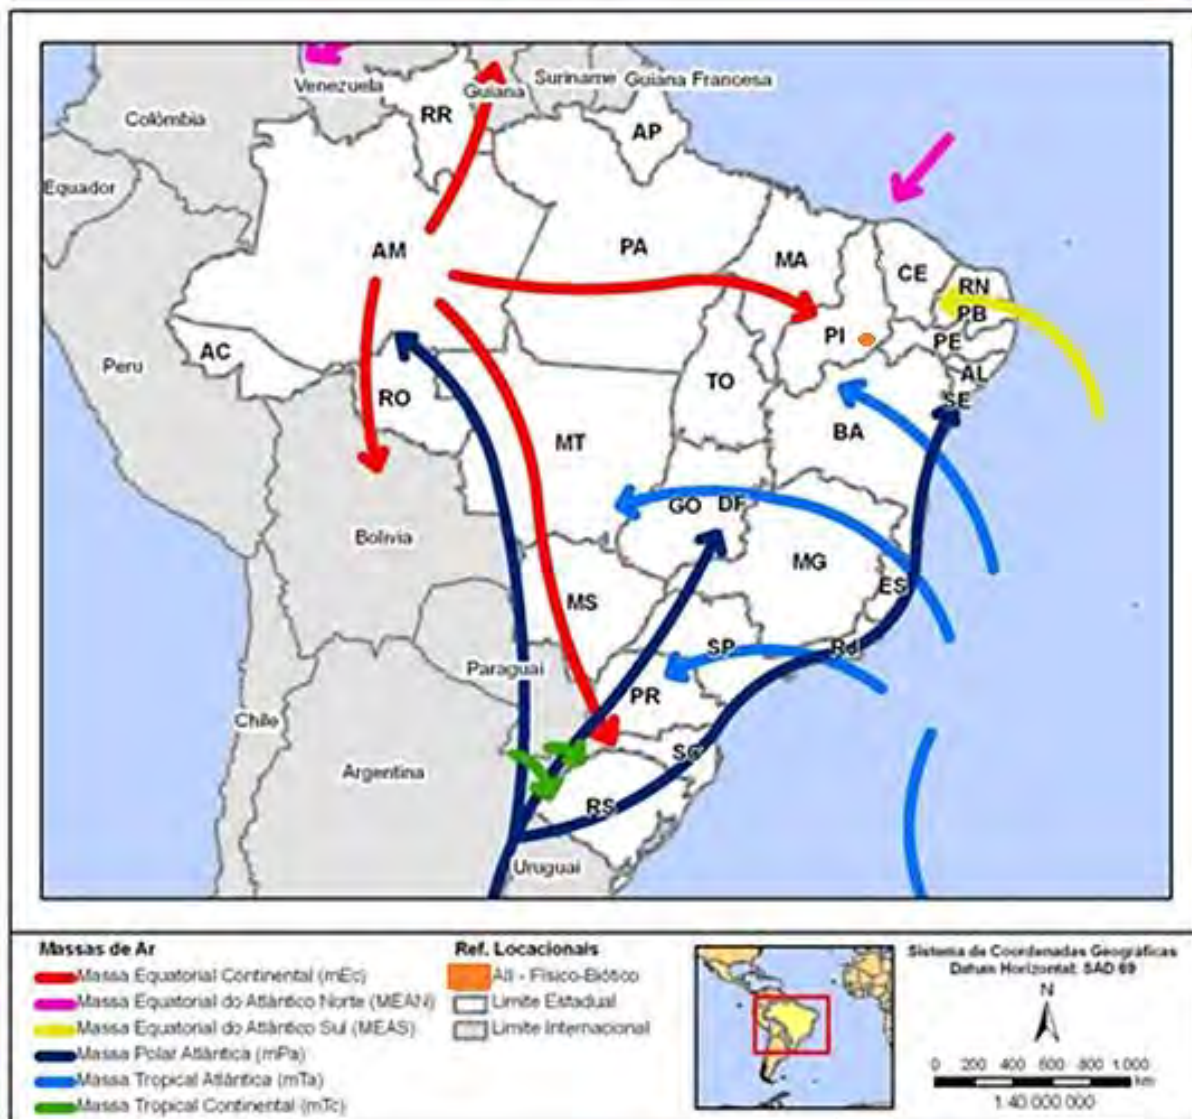 Venezuela
Guiana
Suriname
Guiana Francesa
Colômbia
RR
AP
Equador
AM
PA
MA
CE
RN
PB
PI
PE
AC
AL
Peru
RO
TO
SE
MT
BA
GO
DF
Bolivia
MG
MS
ES
SP
RJ
Paraguai
PR
Chile
SC
Argentina
RS
Uruguai
Massas de Ar
Massa Equatorial Continental (mEc)
Massa Equatorial do Atlântico Norte (MEAN)
Massa Equatorial do Atlântico Sul (MEAS)
Massa Polar Atlântica (mPa)
Massa Tropical Atlântica (mTa)
Massa Tropical Continental (mTc)
Ref. Locacionais
AII - Físico-Biótico
Limite Estadual
Limite Internacional
Sistema de Coordenadas Geográficas
Datum Horizontal: SAD 69
N
0 200 400 600 800 1.000
km
1:40 000 000